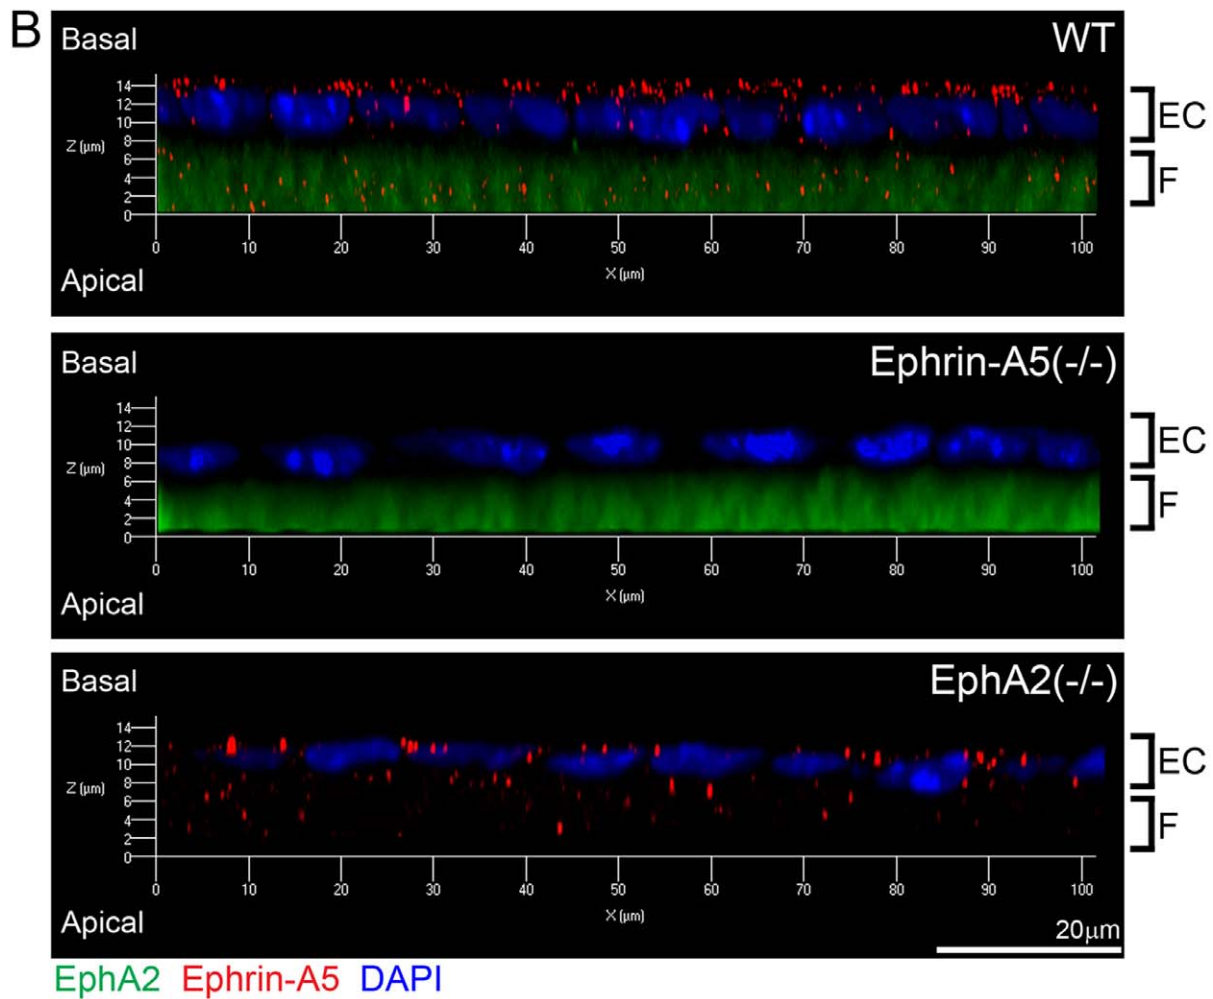 B
Basal
WT
14
12
10
8
Z (μm)
6
4
2
0
0 10 20 30 40 50 60 70 80 90 100
X (μm)
Apical
EC
F
Basal
Ephrin-A5(-/-)
14
12
10
8
Z (μm)
6
4
2
0
0 10 20 30 40 50 60 70 80 90 100
X (μm)
Apical
EC
F
Basal
EphA2(-/-)
14
12
10
8
Z (μm)
6
4
2
0
0 10 20 30 40 50 60 70 80 90 100
X (μm)
Apical
20μm
EC
F
EphA2 Ephrin-A5 DAPI